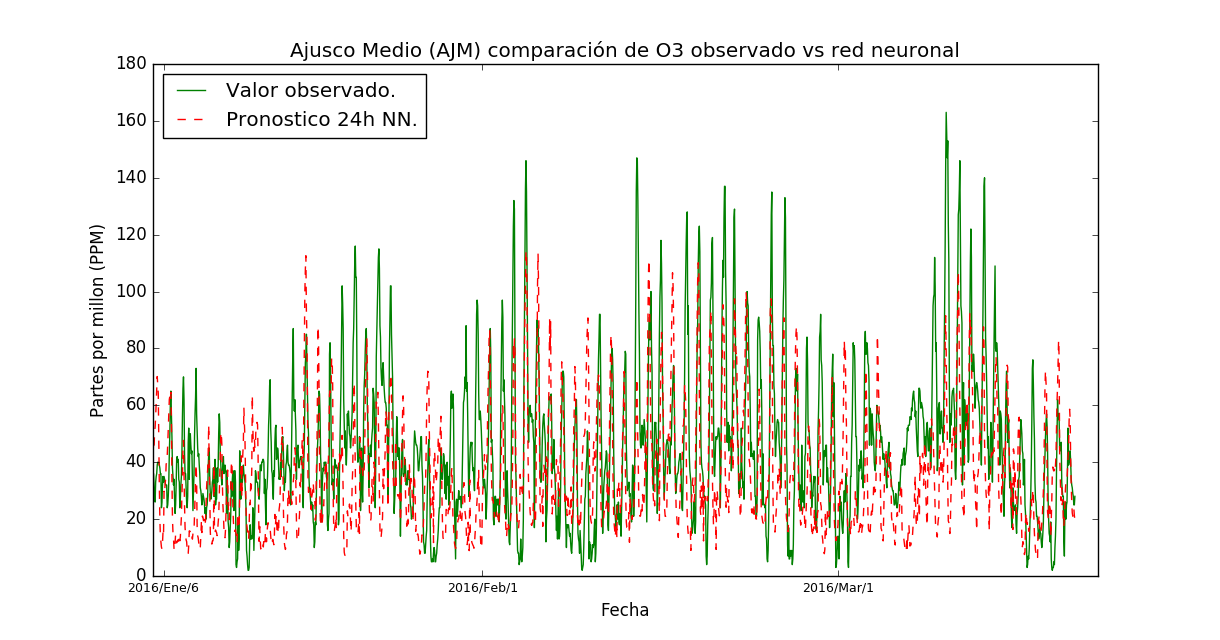 Ajusco Medio (AJM) comparación de O3 observado vs red neuronal
Valor observado.
Pronostico 24h NN.
Partes por millon (PPM)
180
160
140
120
100
80
60
40
20
0
2016/Ene/6
2016/Feb/1
2016/Mar/1
Fecha